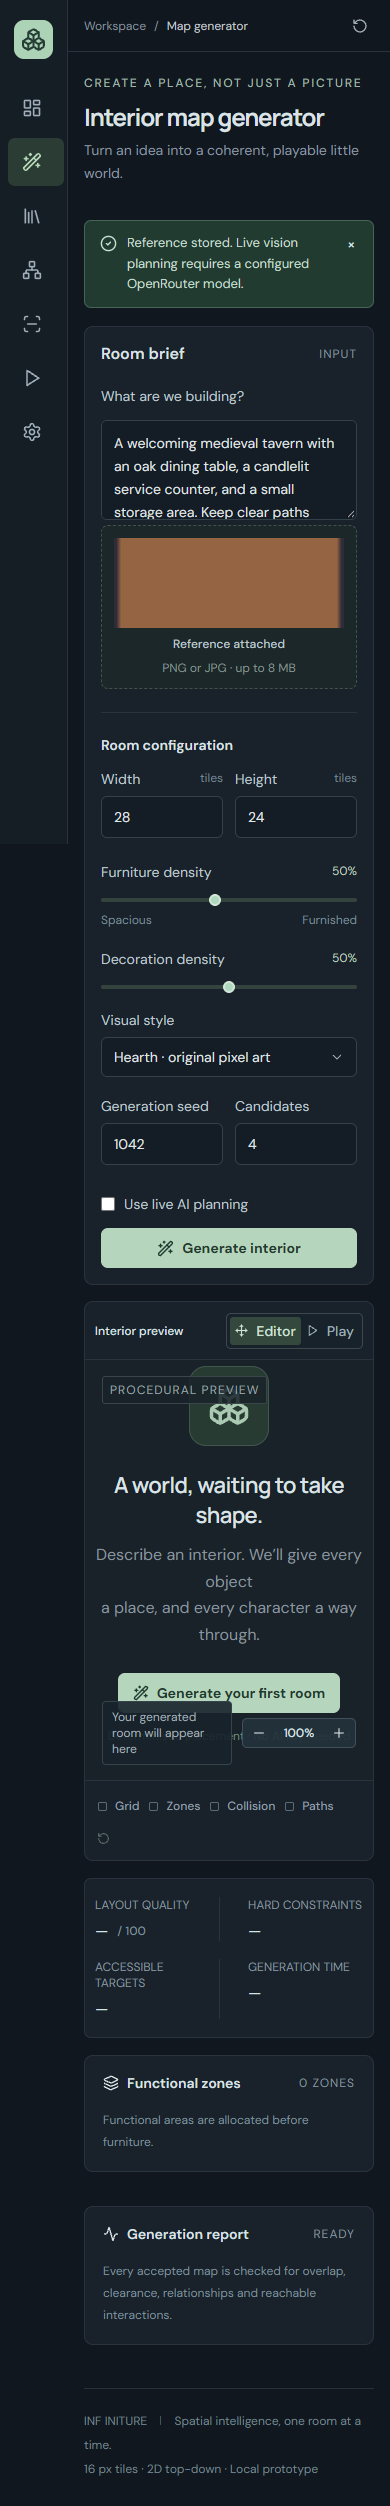 Workspace / Map generator
CREATE A PLACE, NOT JUST A PICTURE
Interior map generator
Turn an idea into a coherent, playable little
world.
Reference stored. Live vision
planning requires a configured
OpenRouter model.
×
Room brief INPUT
What are we building?
A welcoming medieval tavern with
an oak dining table, a candlelit
service counter, and a small
storage area. Keep clear paths
Reference attached
PNG or JPG · up to 8 MB
Room configuration
Width tiles Height tiles
28 24
Furniture density 50%
Spacious Furnished
Decoration density 50%
Visual style
Hearth · original pixel art
Generation seed Candidates
1042 4
Use live AI planning
Generate interior
Interior preview Editor Play
PROCEDURAL PREVIEW
A world, waiting to take
shape.
Describe an interior. We'll give every
object
a place, and every character a way
through.
Generate your first room
Your generated
room will appear
here
− 100% +
Grid Zones Collision Paths
LAYOUT QUALITY HARD CONSTRAINTS
— / 100 —
ACCESSIBLE
TARGETS
GENERATION TIME
— —
Functional zones 0 ZONES
Functional areas are allocated before
furniture.
Generation report READY
Every accepted map is checked for overlap,
clearance, relationships and reachable
interactions.
INF INITURE | Spatial intelligence, one room at a
time.
16 px tiles · 2D top-down · Local prototype